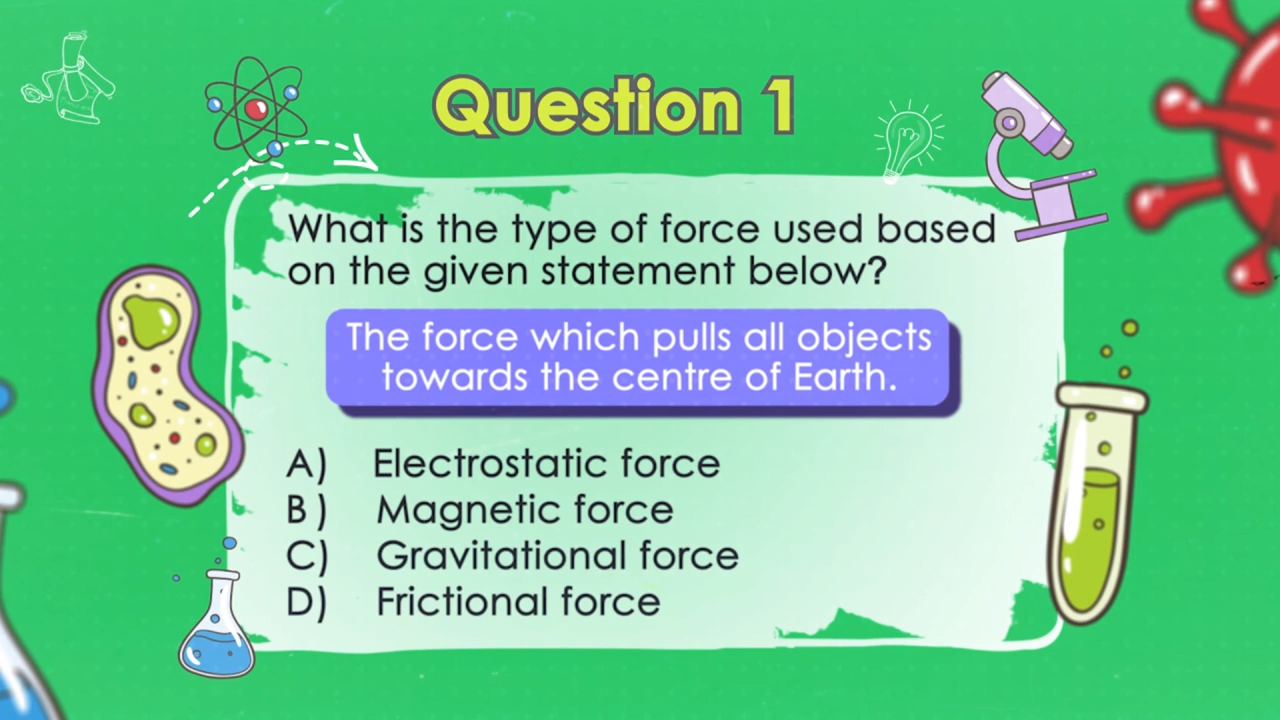 Question 1
What is the type of force used based
on the given statement below?
The force which pulls all objects
towards the centre of Earth.
A) Electrostatic force
B ) Magnetic force
C) Gravitational force
D) Frictional force